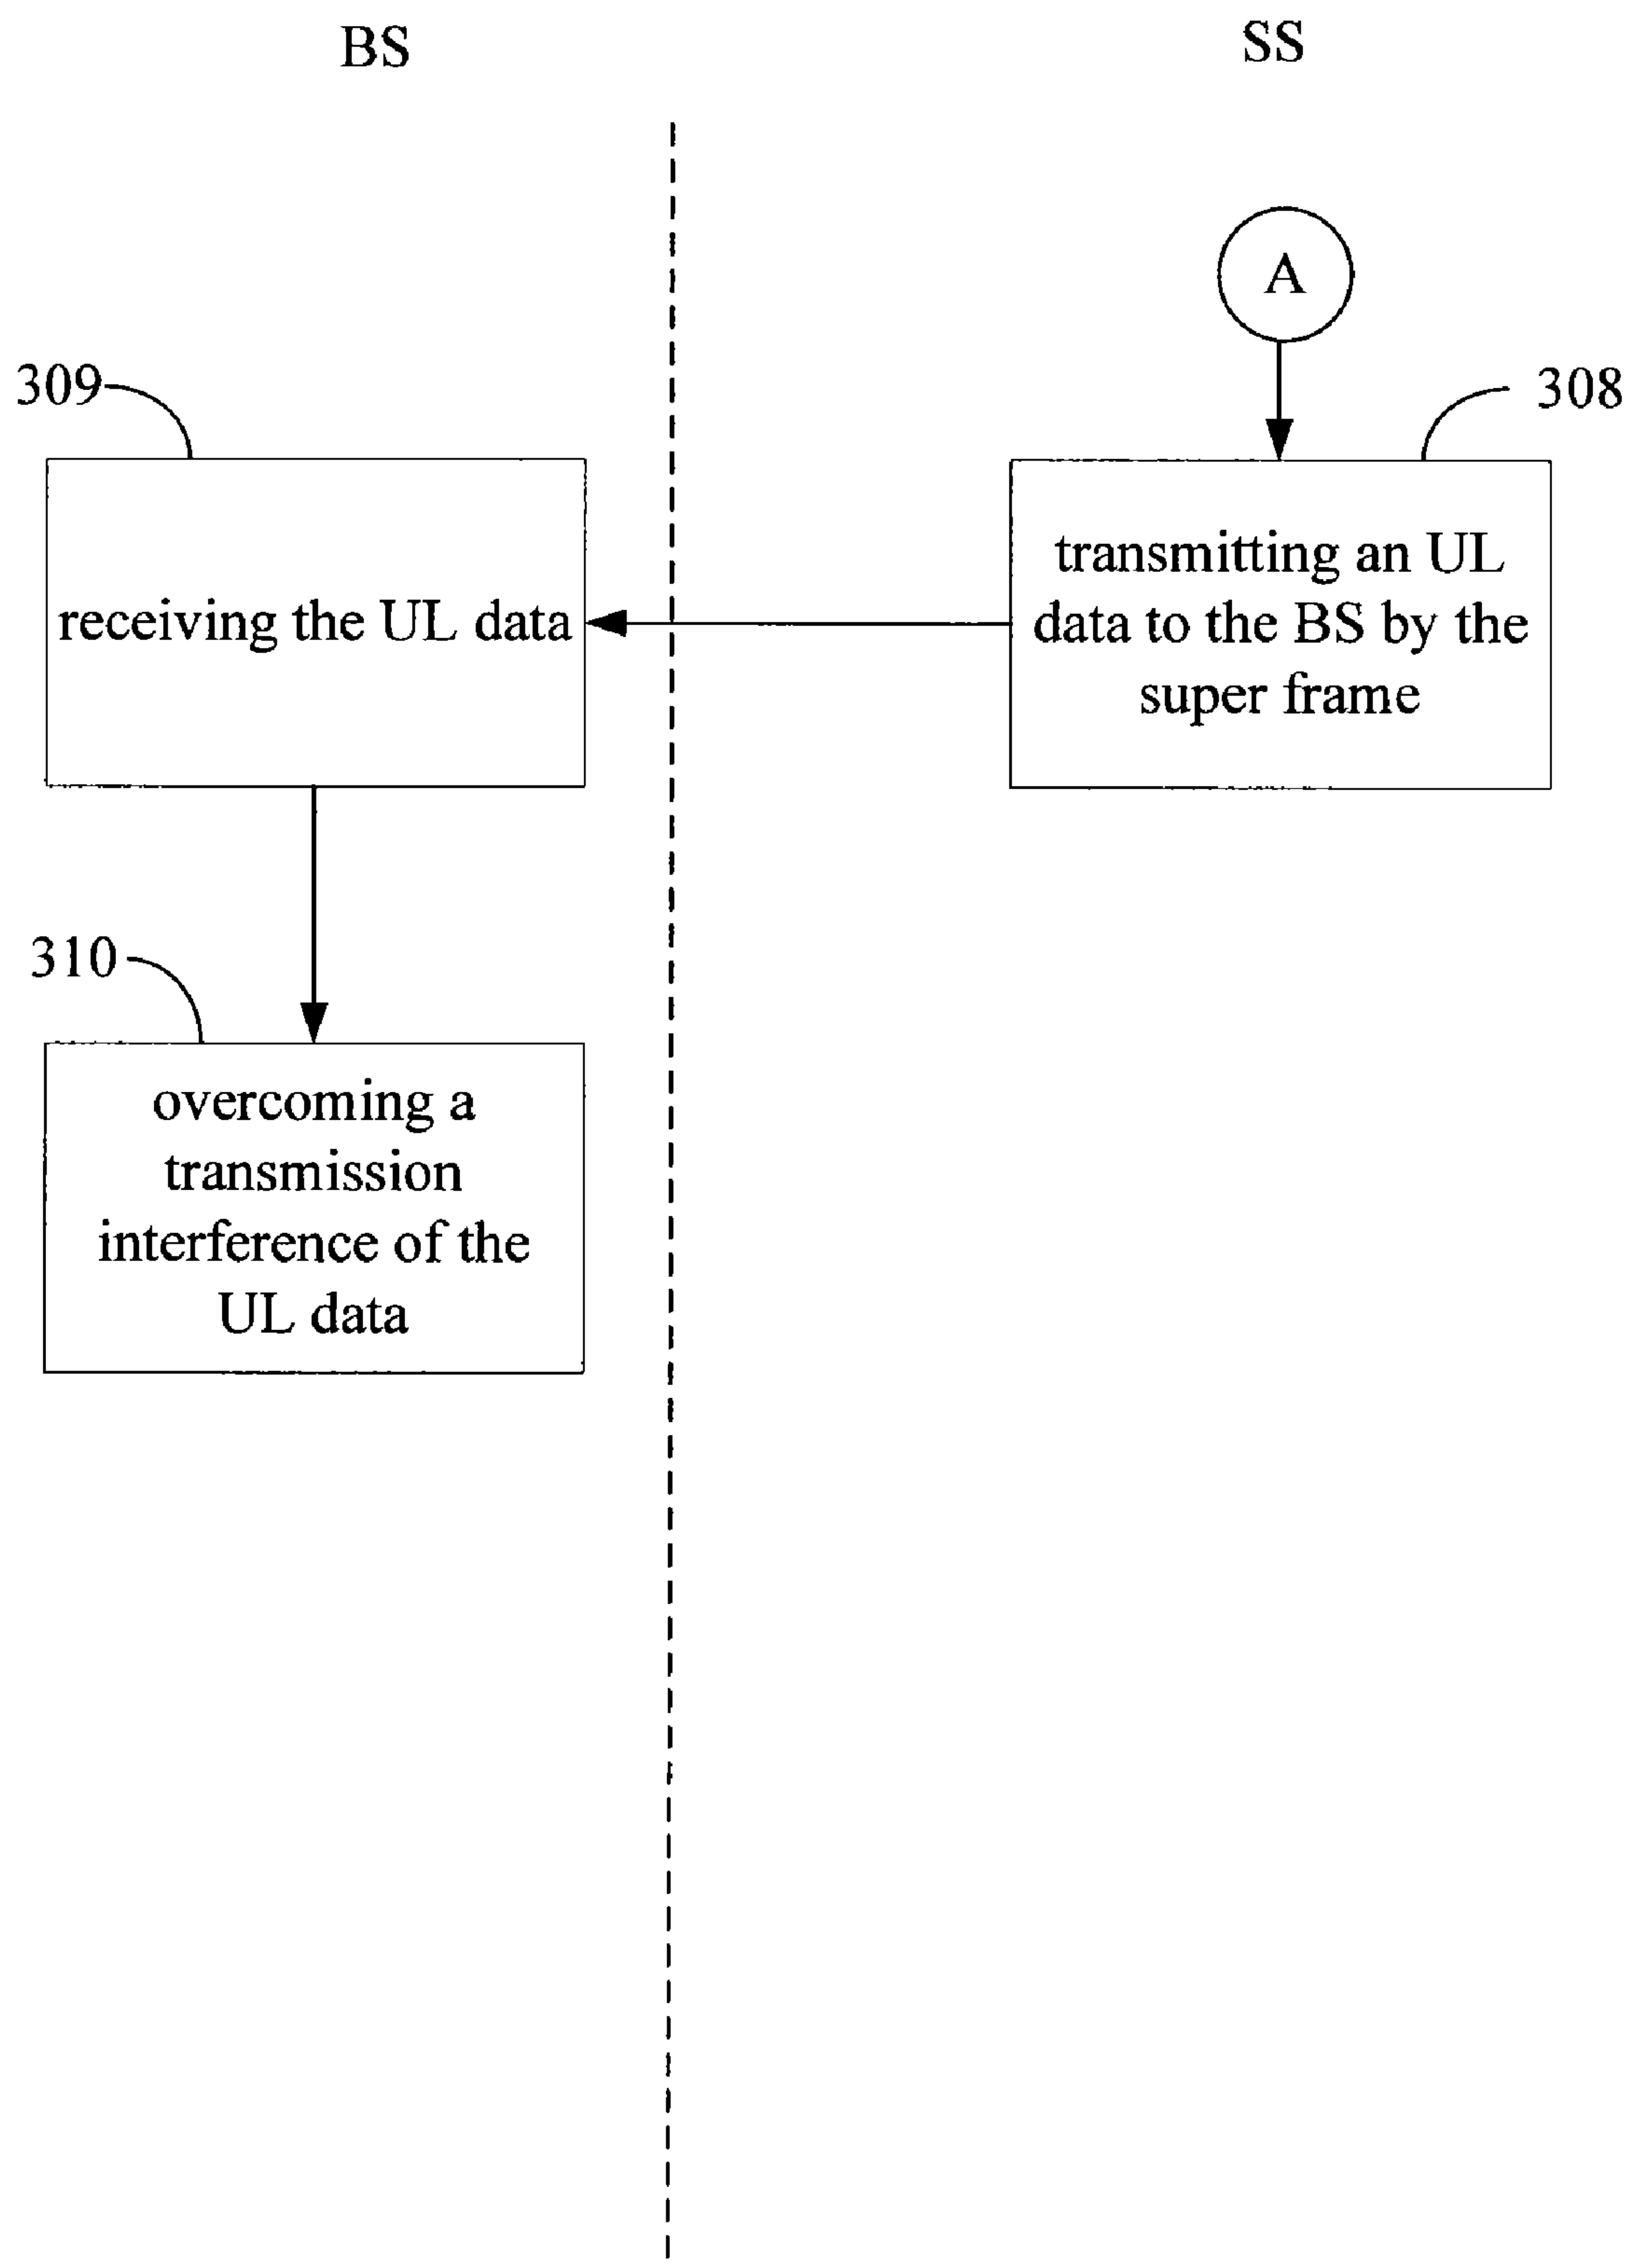 BS
SS
A
309
308
receiving the UL data
transmitting an UL
data to the BS by the
super frame
310
overcoming a
transmission
interference of the
UL data